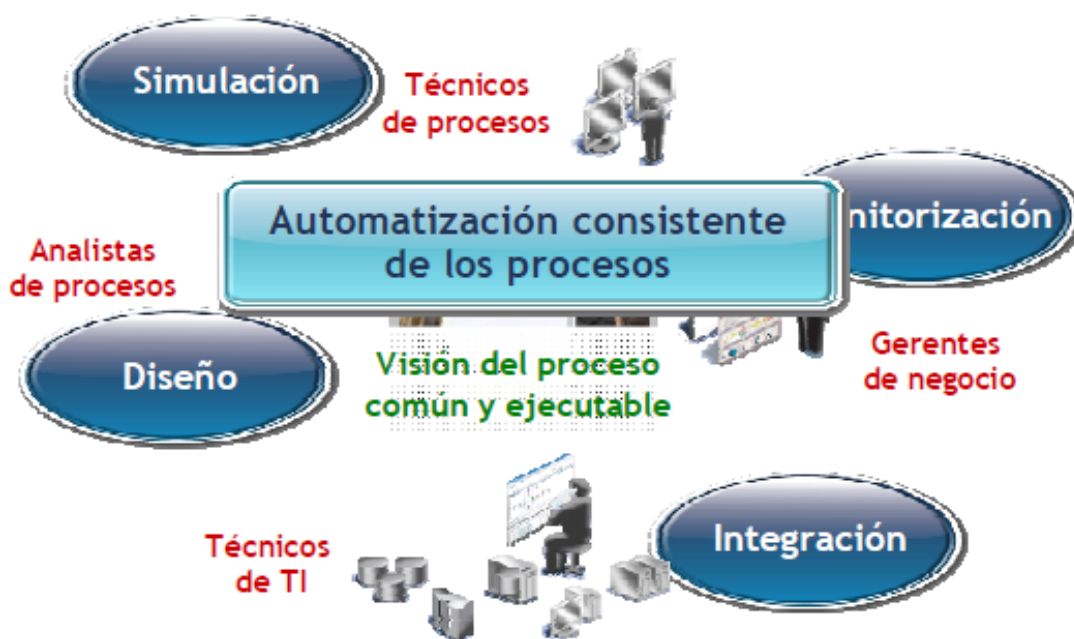 Simulación
Técnicos
de procesos
Automatización consistente
de los procesos
nitorización
Analistas
de procesos
Diseño
Visión del proceso
común y ejecutable
Gerentes
de negocio
Técnicos
de TI
Integración